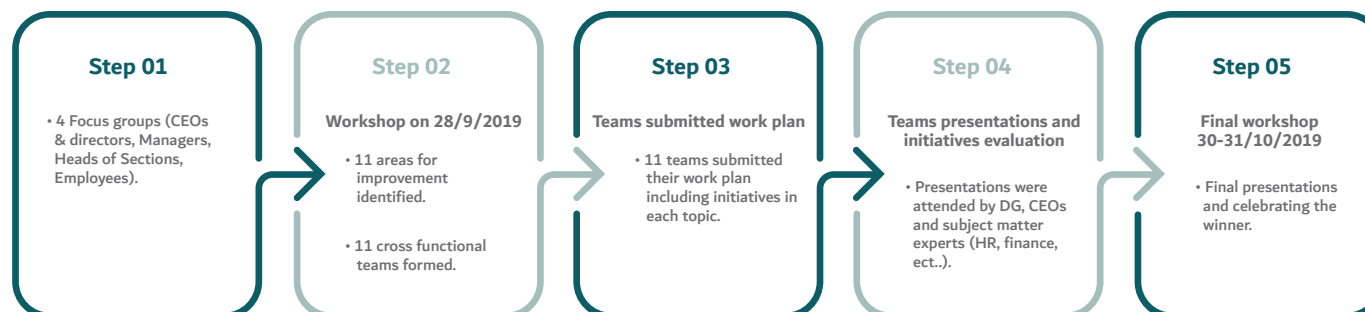 Step 01
• 4 Focus groups (CEOs
& directors, Managers,
Heads of Sections,
Employees).
Step 02
Workshop on 28/9/2019
• 11 areas for
improvement
identified.
• 11 cross functional
teams formed.
Step 03
Teams submitted work plan
• 11 teams submitted
their work plan
including initiatives in
each topic.
Step 04
Teams presentations and
initiatives evaluation
• Presentations were
attended by DG, CEOs
and subject matter
experts (HR, finance,
ect..).
Step 05
Final workshop
30-31/10/2019
• Final presentations
and celebrating the
winner.